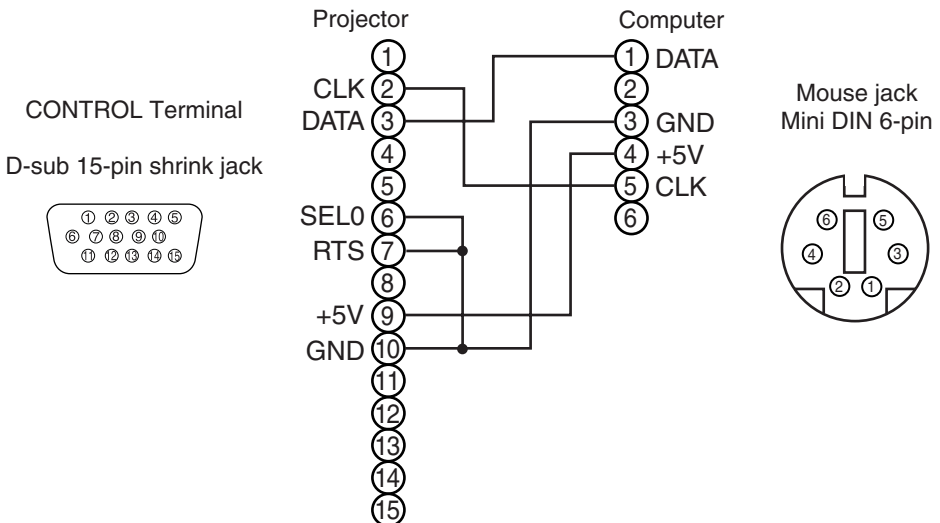 Projector
Computer
CONTROL Terminal
D-sub 15-pin shrink jack
① ② ③ ④ ⑤
⑥ ⑦ ⑧ ⑨ ⑩
⑪ ⑫ ⑬ ⑭ ⑮
①
CLK ②
DATA ③
④
⑤
SEL0 ⑥
RTS ⑦
⑧
+5V ⑨
GND ⑩
⑪
⑫
⑬
⑭
⑮
① DATA
②
③ GND
④ +5V
⑤ CLK
⑥
Mouse jack
Mini DIN 6-pin
⑥ ⑤
④ ③
② ①